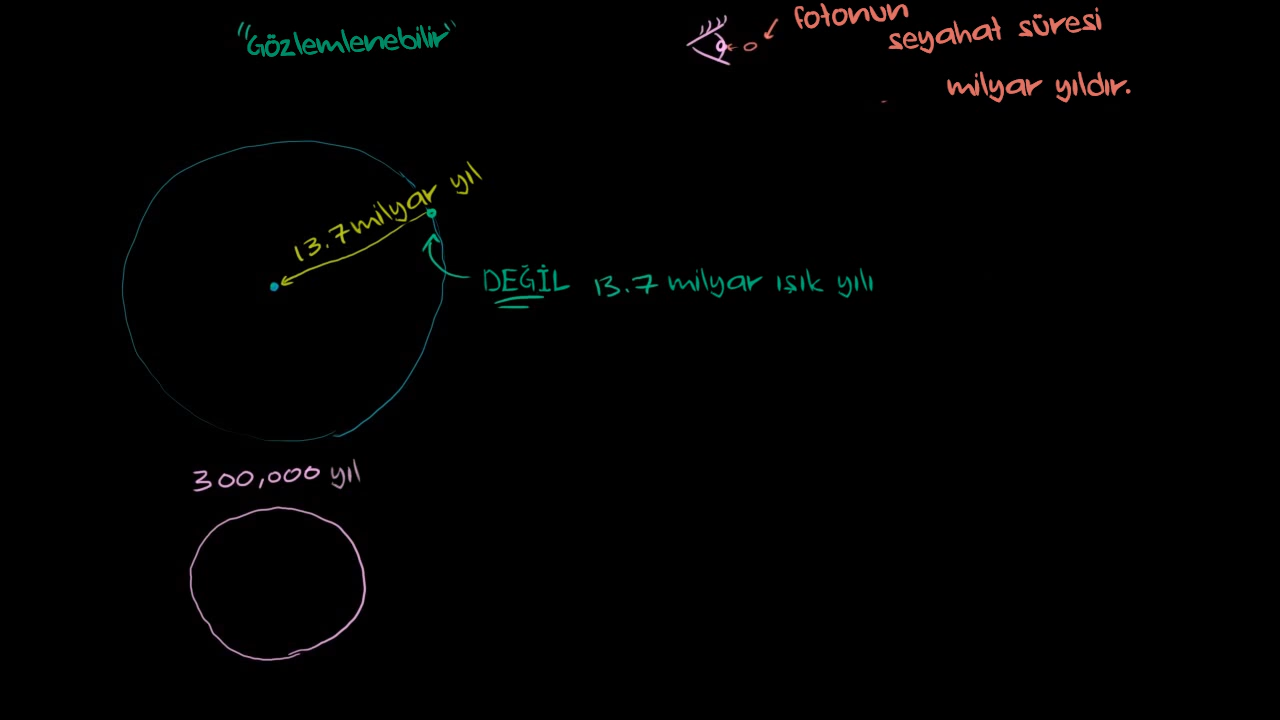 "Gözlemlenebilir"
fotonun
seyahat süresi
milyar yıldır.
13.7 milyar yıl
DEĞİL 13.7 milyar ışık yılı
300,000 yıl